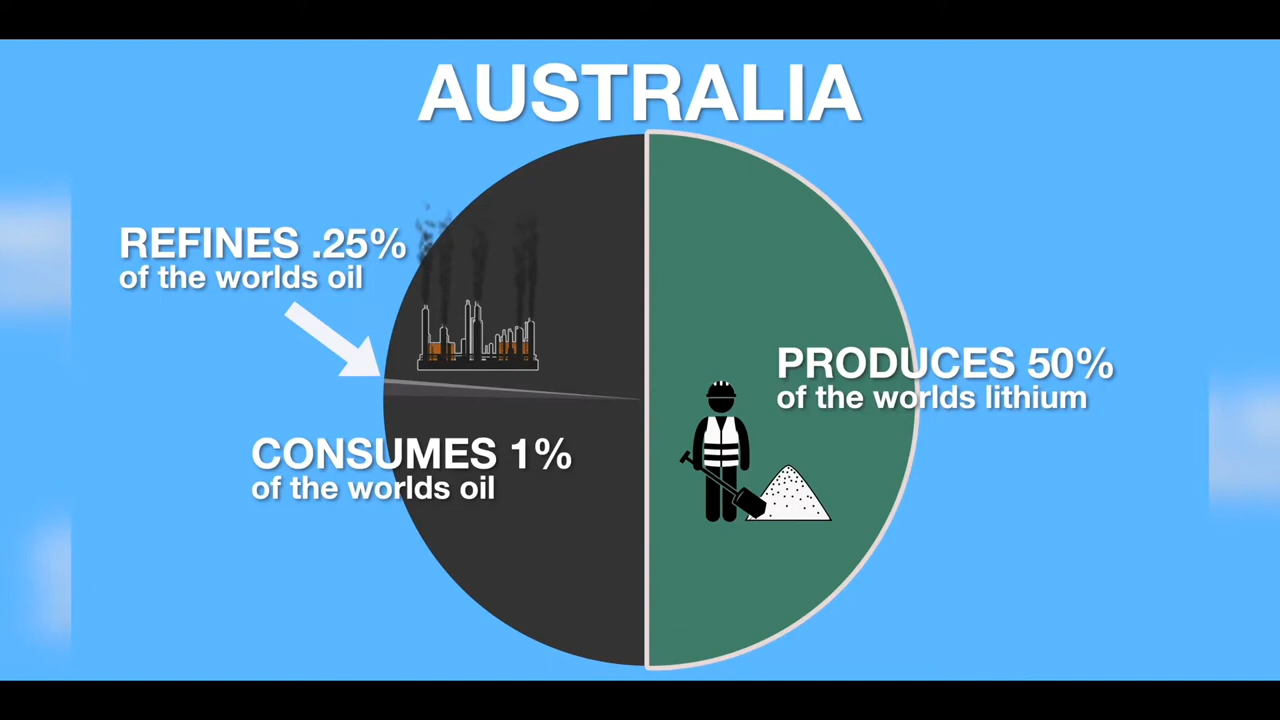 AUSTRALIA
REFINES .25%
of the worlds oil
CONSUMES 1%
of the worlds oil
PRODUCES 50%
of the worlds lithium